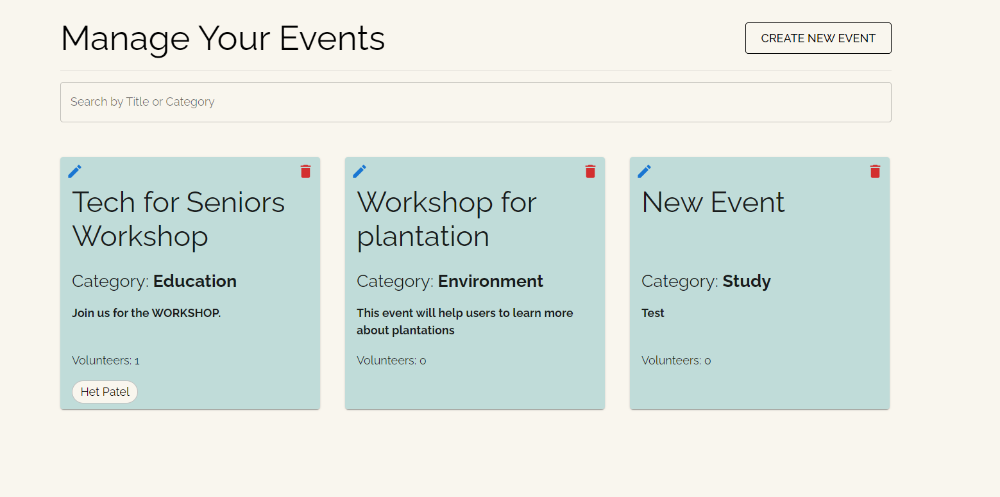 Manage Your Events
CREATE NEW EVENT
Search by Title or Category
Tech for Seniors
Workshop
Category: Education
Join us for the WORKSHOP.
Volunteers: 1
Het Patel
Workshop for
plantation
Category: Environment
This event will help users to learn more
about plantations
Volunteers: 0
New Event
Category: Study
Test
Volunteers: 0